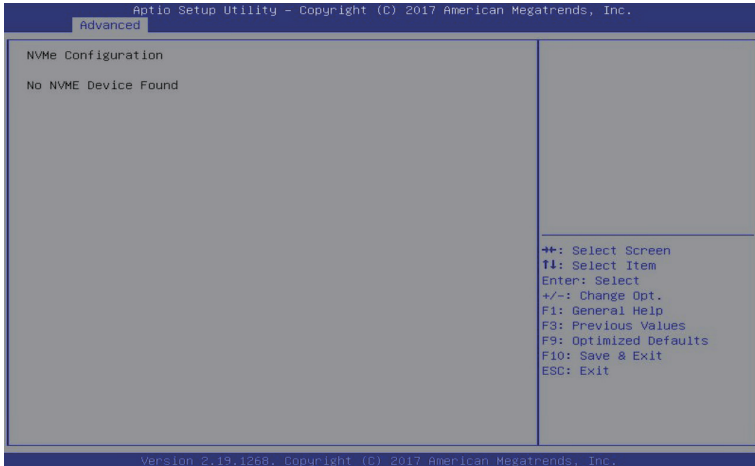 Aptio Setup Utility – Copyright (C) 2017 American Megatrends, Inc.
Advanced
NVMe Configuration
No NVME Device Found
→←: Select Screen
↑↓: Select Item
Enter: Select
+/-: Change Opt.
F1: General Help
F3: Previous Values
F9: Optimized Defaults
F10: Save & Exit
ESC: Exit
Version 2.19.1268. Copyright (C) 2017 American Megatrends, Inc.